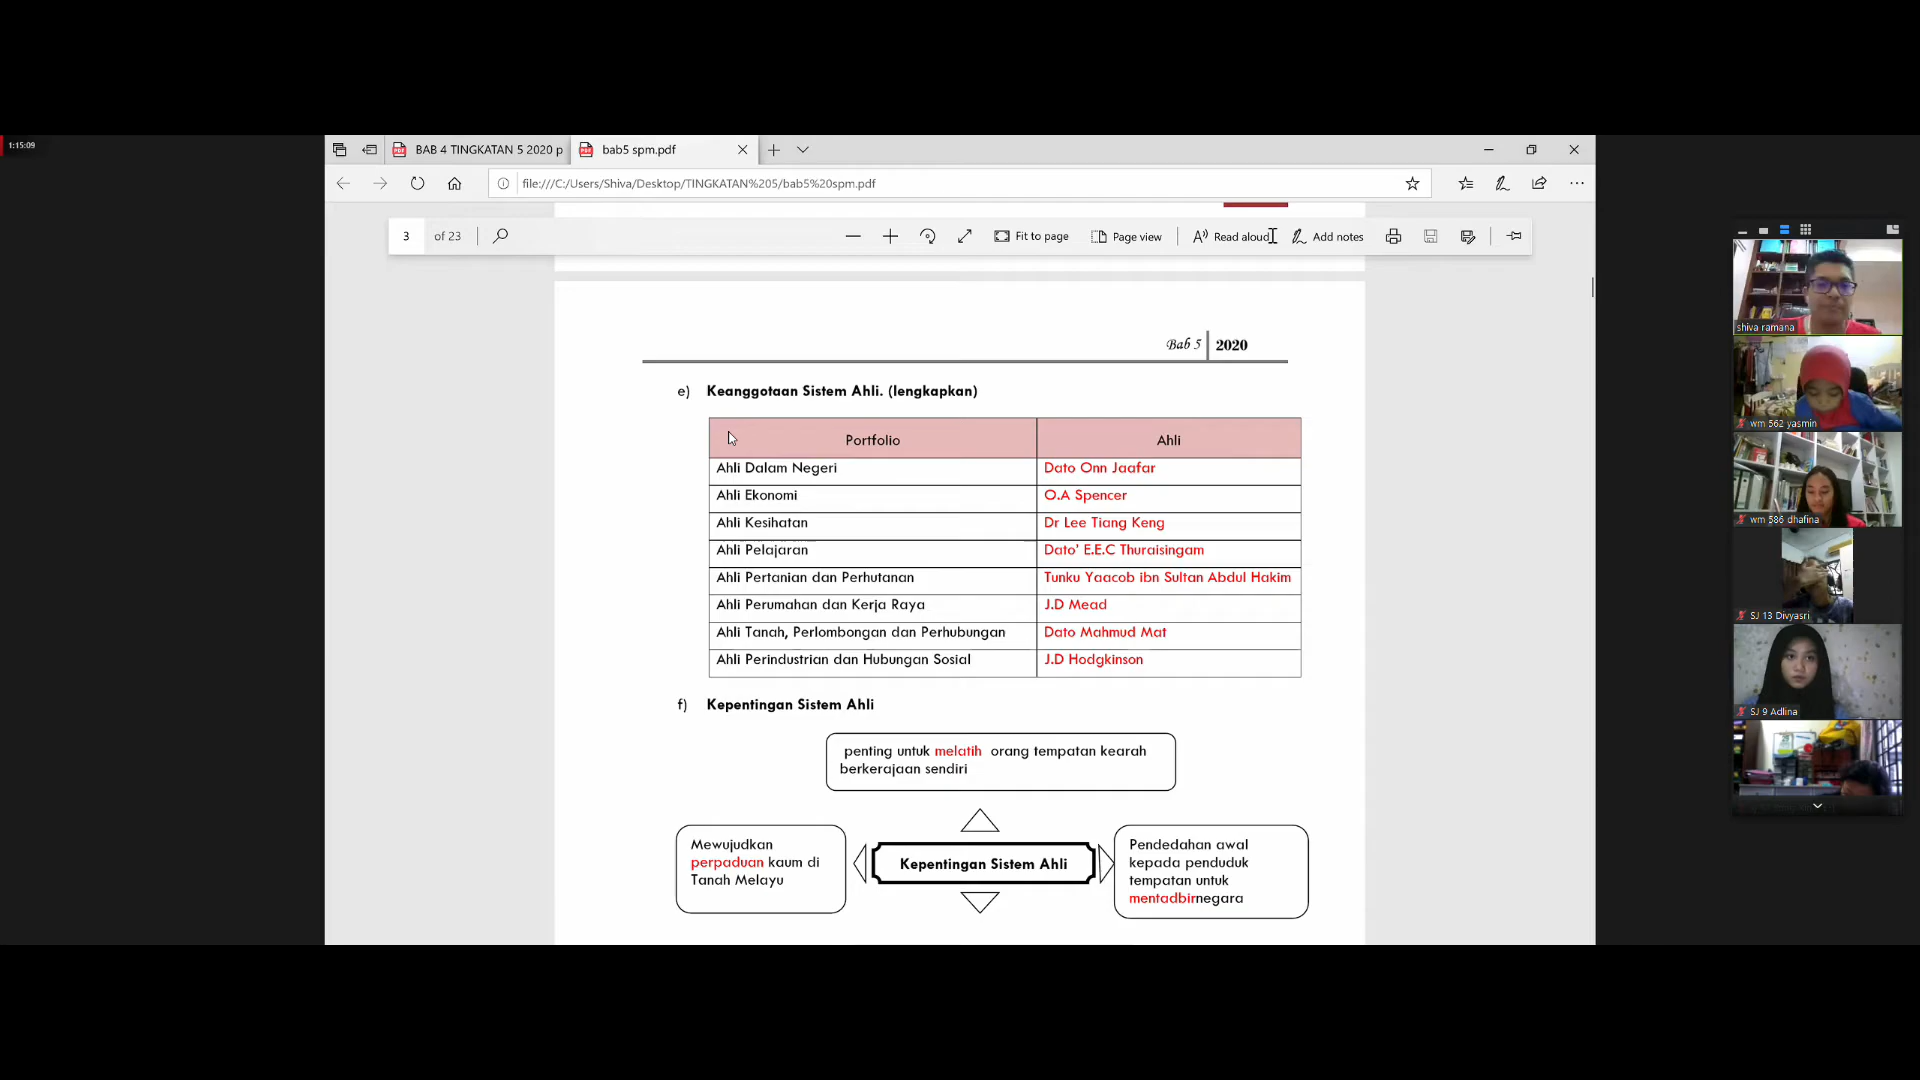 1:15:09
BAB 4 TINGKATAN 5 2020 p
bab5 spm.pdf
file:///C:/Users/Shiva/Desktop/TINGKATAN%205/bab5%20spm.pdf
3 of 23
Fit to page
Page view
Read aloud
Add notes
Bab 5 2020
e) Keanggotaan Sistem Ahli. (lengkapkan)
Portfolio Ahli
Ahli Dalam Negeri Dato Onn Jaafar
Ahli Ekonomi O.A Spencer
Ahli Kesihatan Dr Lee Tiang Keng
Ahli Pelajaran Dato' E.E.C Thuraisingam
Ahli Pertanian dan Perhutanan Tunku Yaacob ibn Sultan Abdul Hakim
Ahli Perumahan dan Kerja Raya J.D Mead
Ahli Tanah, Perlombongan dan Perhubungan Dato Mahmud Mat
Ahli Perindustrian dan Hubungan Sosial J.D Hodgkinson
f) Kepentingan Sistem Ahli
penting untuk melatih orang tempatan kearah
berkerajaan sendiri
Mewujudkan
perpaduan kaum di
Tanah Melayu
Kepentingan Sistem Ahli
Pendedahan awal
kepada penduduk
tempatan untuk
mentadbirnegara
shiva ramana
wm 562 yasmin
wm 586 dhafina
SJ 13 Divyasri
SJ 9 Adlina